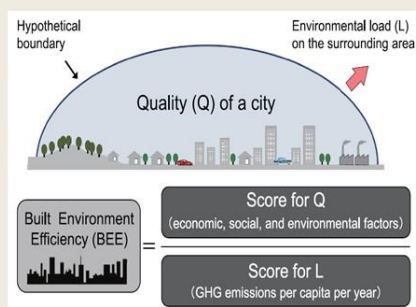 Hypothetical
boundary
Environmental load (L)
on the surrounding area
Quality (Q) of a city
Built Environment
Efficiency (BEE)
=
Score for Q
(economic, social, and environmental factors)
Score for L
(GHG emissions per capita per year)